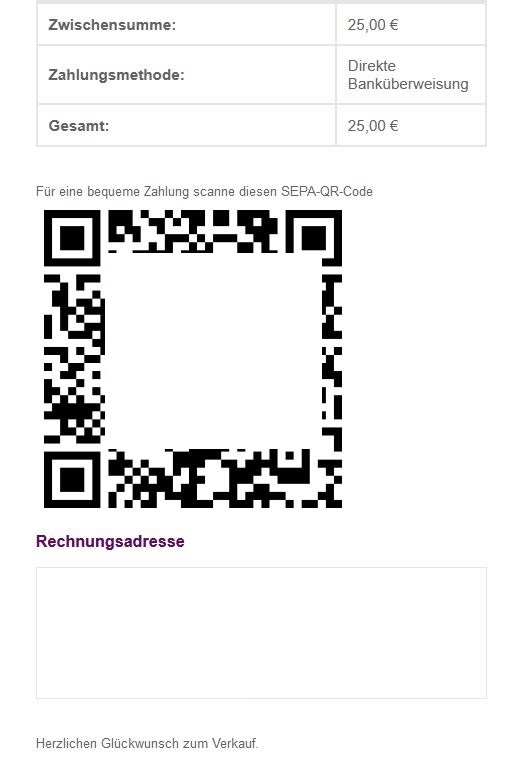 Zwischensumme: 25,00 €
Zahlungsmethode: Direkte
Banküberweisung
Gesamt: 25,00 €
Für eine bequeme Zahlung scanne diesen SEPA-QR-Code
Rechnungsadresse
Herzlichen Glückwunsch zum Verkauf.